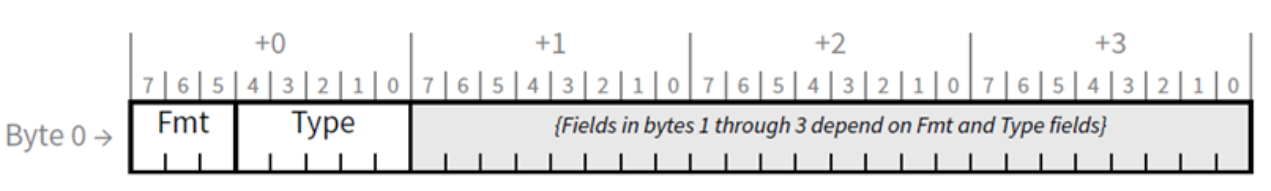 +0 +1 +2 +3
7 6 5 4 3 2 1 0 7 6 5 4 3 2 1 0 7 6 5 4 3 2 1 0 7 6 5 4 3 2 1 0
Byte 0 → Fmt Type {Fields in bytes 1 through 3 depend on Fmt and Type fields}